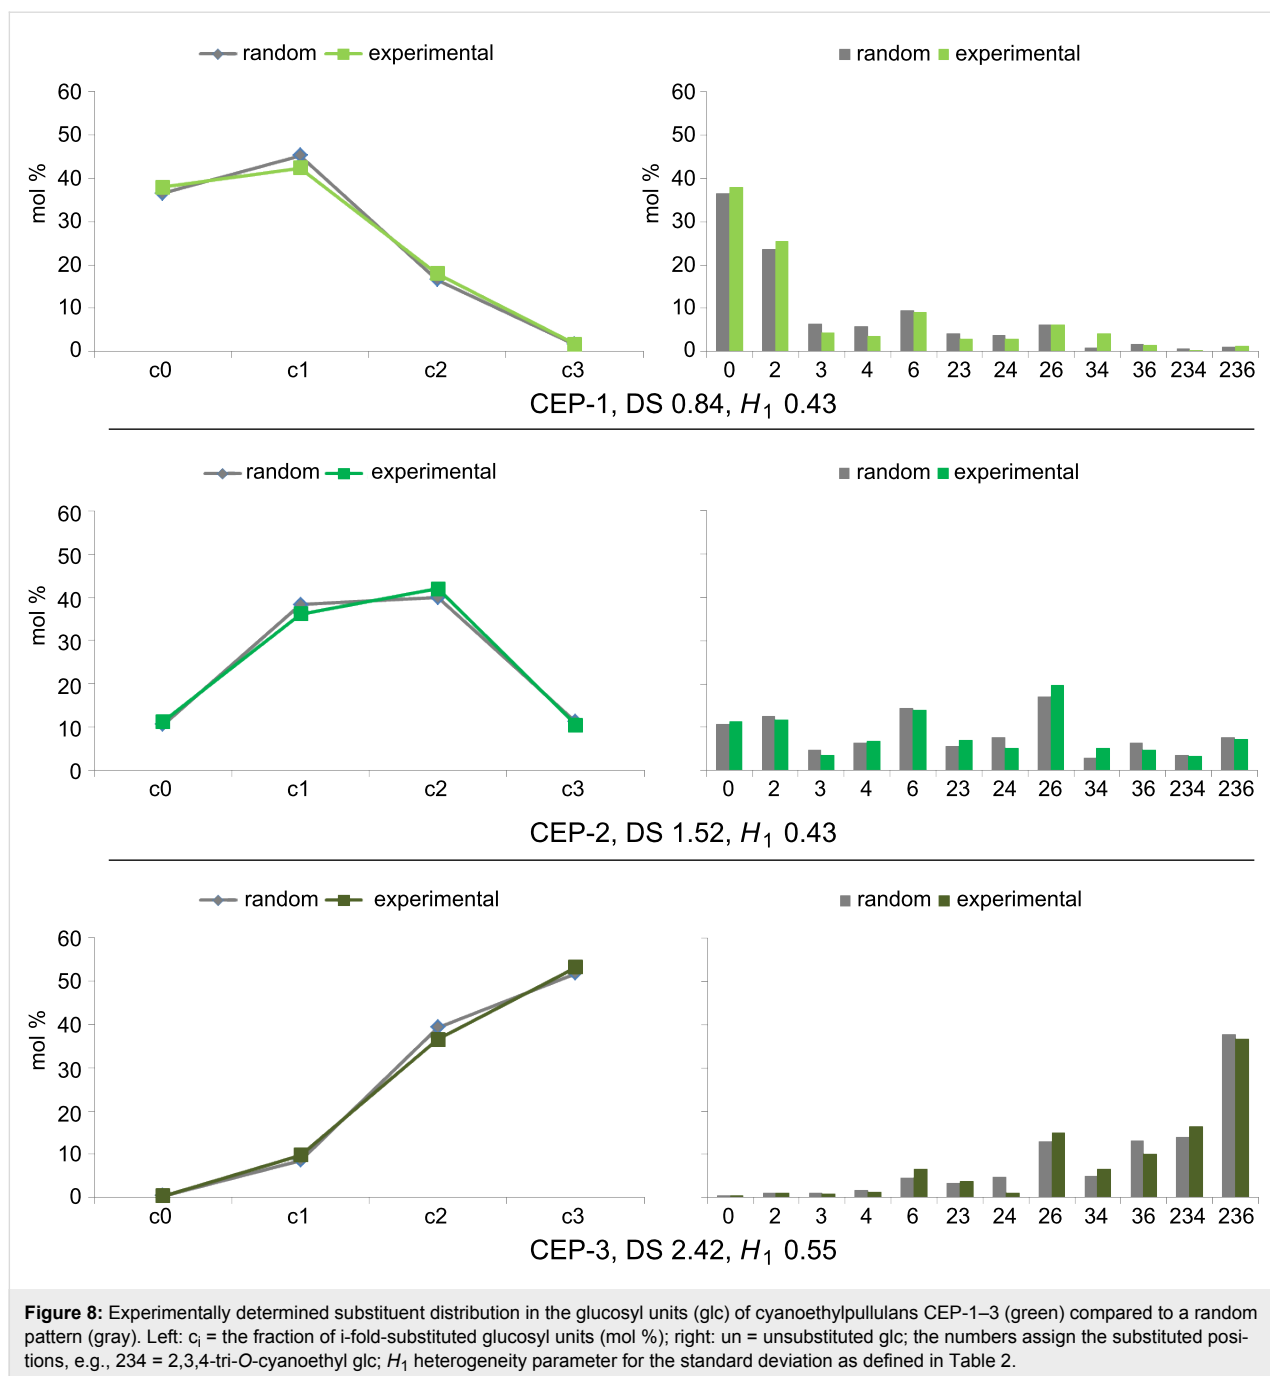 random experimental
random experimental
60
50
40
30
20
10
0
mol %
c0 c1 c2 c3
60
50
40
30
20
10
0
mol %
0 2 3 4 6 23 24 26 34 36 234 236
CEP-1, DS 0.84, H1 0.43
random experimental
random experimental
60
50
40
30
20
10
0
mol %
c0 c1 c2 c3
0 2 3 4 6 23 24 26 34 36 234 236
CEP-2, DS 1.52, H1 0.43
random experimental
random experimental
60
50
40
30
20
10
0
mol %
c0 c1 c2 c3
0 2 3 4 6 23 24 26 34 36 234 236
CEP-3, DS 2.42, H1 0.55
Figure 8: Experimentally determined substituent distribution in the glucosyl units (glc) of cyanoethylpullulans CEP-1–3 (green) compared to a random
pattern (gray). Left: ci = the fraction of i-fold-substituted glucosyl units (mol %); right: un = unsubstituted glc; the numbers assign the substituted posi-
tions, e.g., 234 = 2,3,4-tri-O-cyanoethyl glc; H1 heterogeneity parameter for the standard deviation as defined in Table 2.